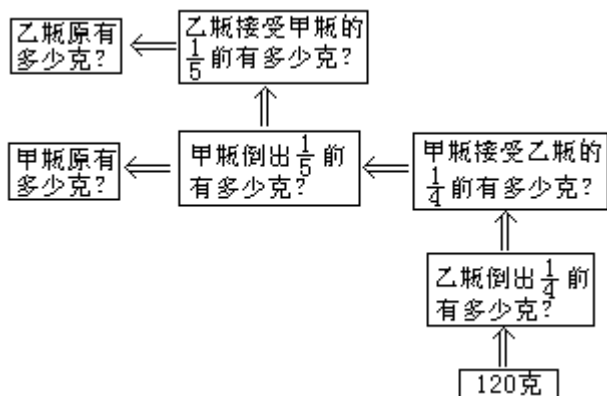 乙瓶原有
多少克？
乙瓶接受甲瓶的
1/5前有多少克？
甲瓶原有
多少克？
甲瓶倒出1/5前
有多少克？
甲瓶接受乙瓶的
1/4前有多少克？
乙瓶倒出1/4前
有多少克？
120克